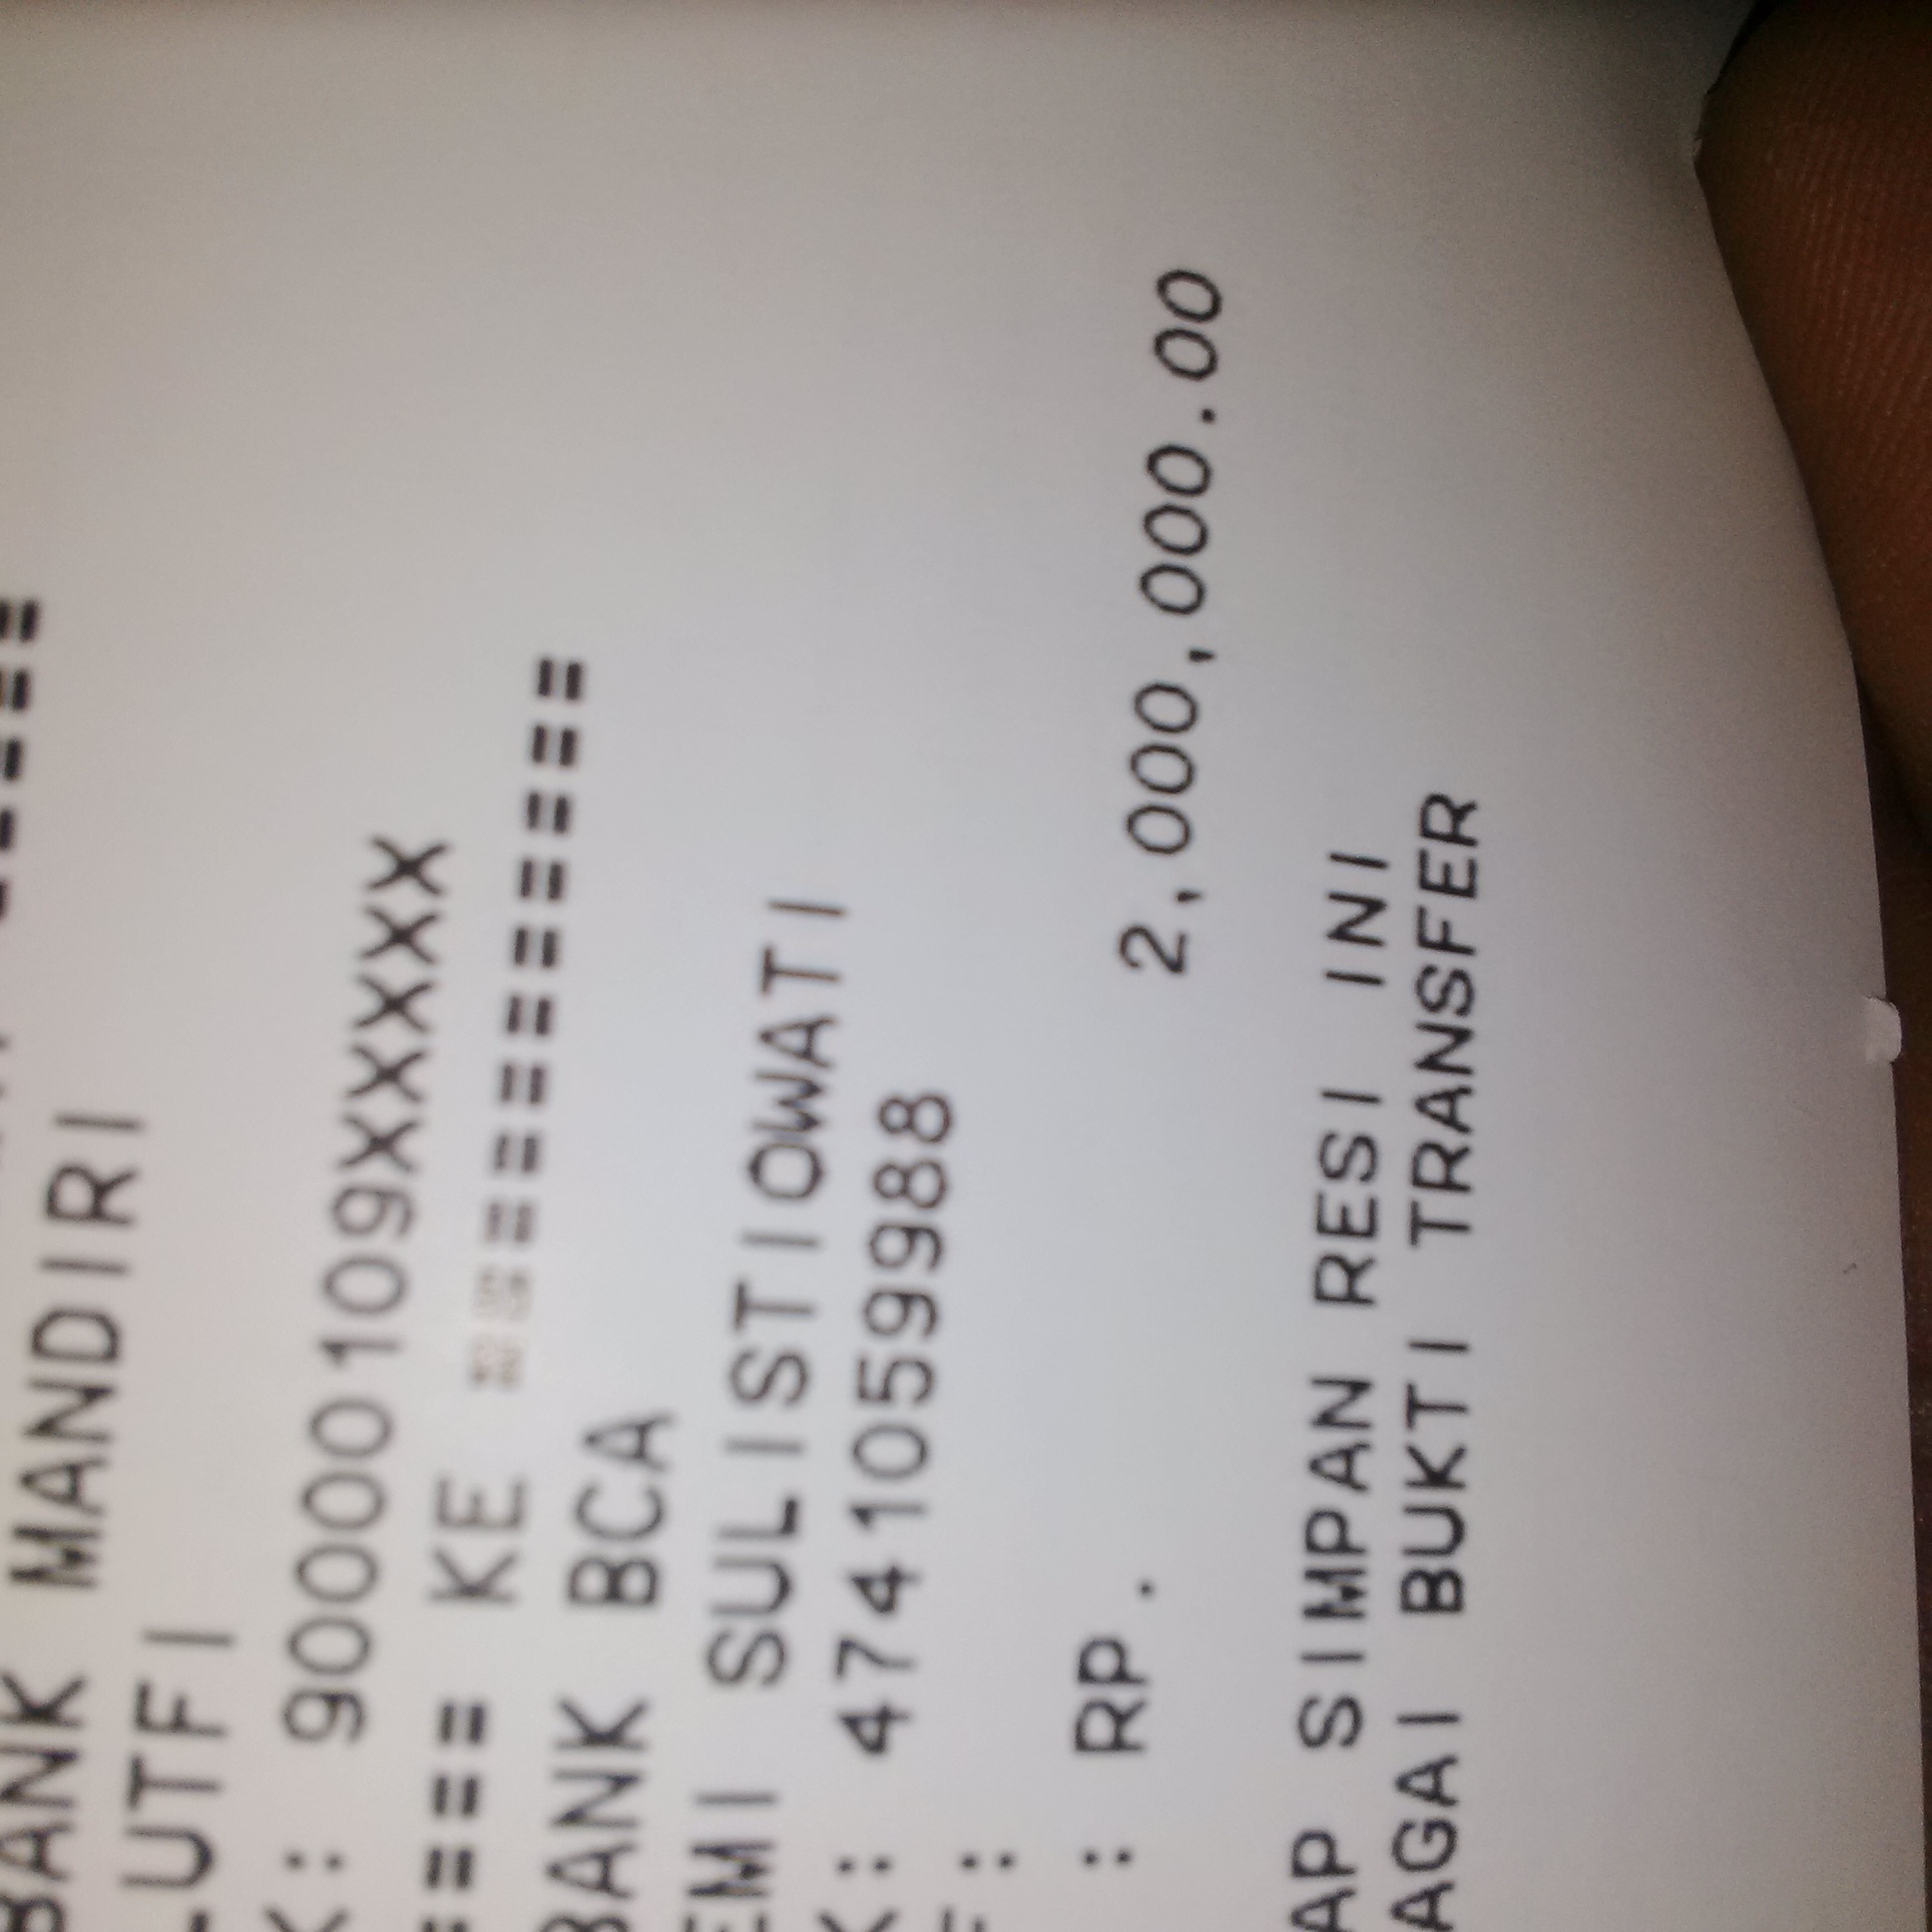 BANK MANDIRI
LUTFI
: 90000109XXXXX
=== KE ===========
BANK BCA
EMI SULISTIOWATI
: 4741059988
:
: RP. 2,000,000.00
AP SIMPAN RESI INI
AGAI BUKTI TRANSFER